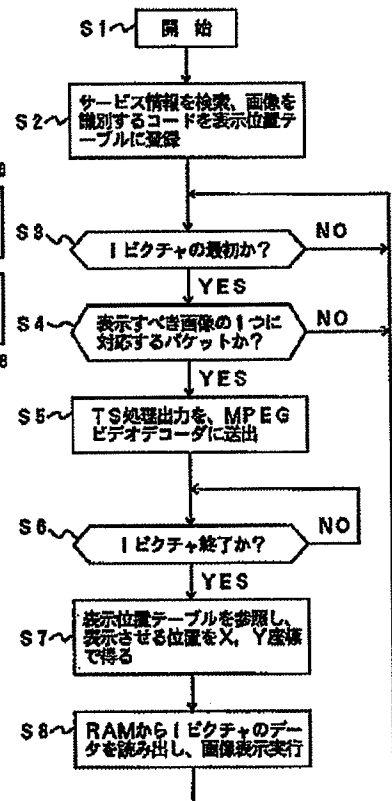 S1
開 始
S2
サービス情報を検索、画像を
識別するコードを表示位置テ
ーブルに登録
S3
Iピクチャの最初か?
NO
YES
S4
表示すべき画像の1つに
対応するパケットか?
NO
YES
S5
TS処理出力を、MPEG
ビデオデコーダに送出
S6
Iピクチャ終了か?
NO
YES
S7
表示位置テーブルを参照し、
表示させる位置をX,Y座標
で得る
S8
RAMからIピクチャのデー
タを読み出し、画像表示実行